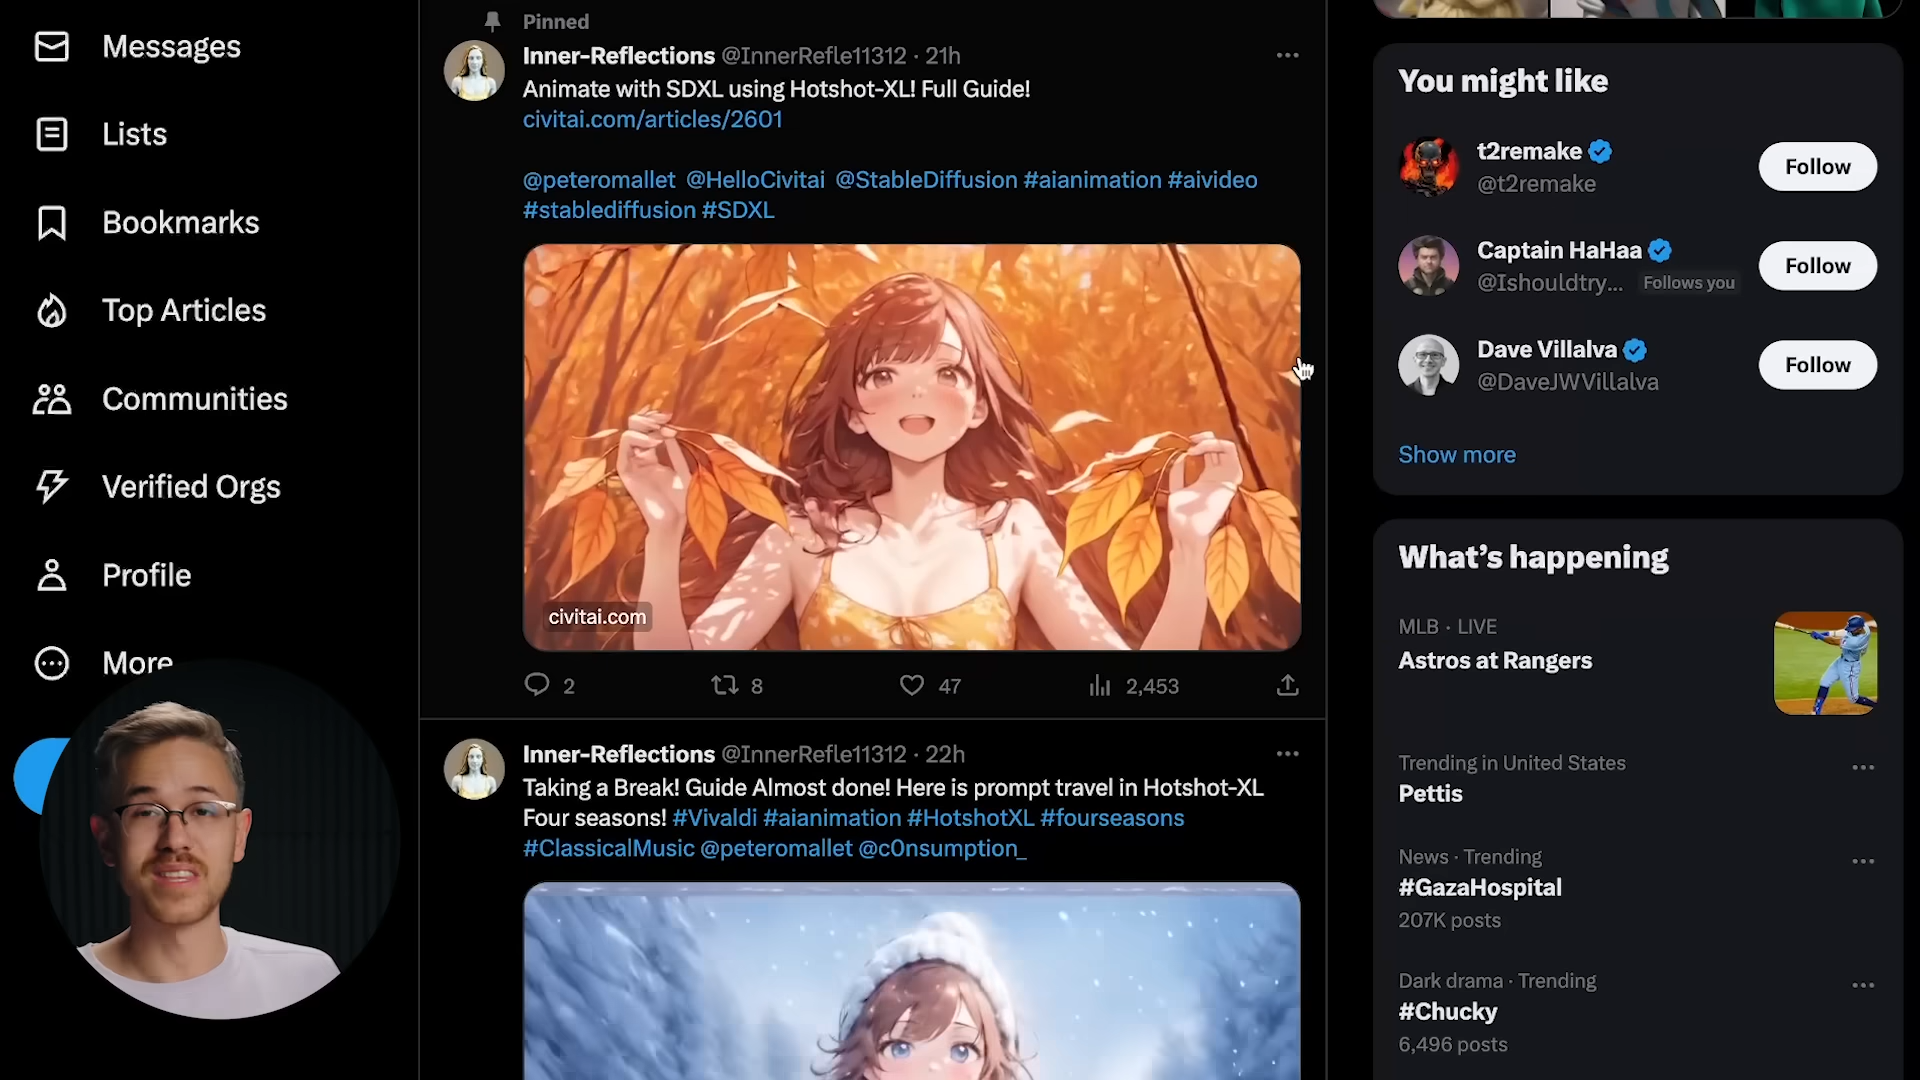 Messages
Lists
Bookmarks
Top Articles
Communities
Verified Orgs
Profile
More
Pinned
Inner-Reflections @InnerRefle11312 · 21h
Animate with SDXL using Hotshot-XL! Full Guide!
civitai.com/articles/2601
@peteromallet @HelloCivitai @StableDiffusion #aianimation #aivideo
#stablediffusion #SDXL
civitai.com
2 8 47 2,453
Inner-Reflections @InnerRefle11312 · 22h
Taking a Break! Guide Almost done! Here is prompt travel in Hotshot-XL
Four seasons! #Vivaldi #aianimation #HotshotXL #fourseasons
#ClassicalMusic @peteromallet @c0nsumption_
You might like
t2remake
@t2remake
Follow
Captain HaHaa
@Ishouldtry... Follows you
Follow
Dave Villalva
@DaveJWVillalva
Follow
Show more
What's happening
MLB · LIVE
Astros at Rangers
Trending in United States
Pettis
News · Trending
#GazaHospital
207K posts
Dark drama · Trending
#Chucky
6,496 posts